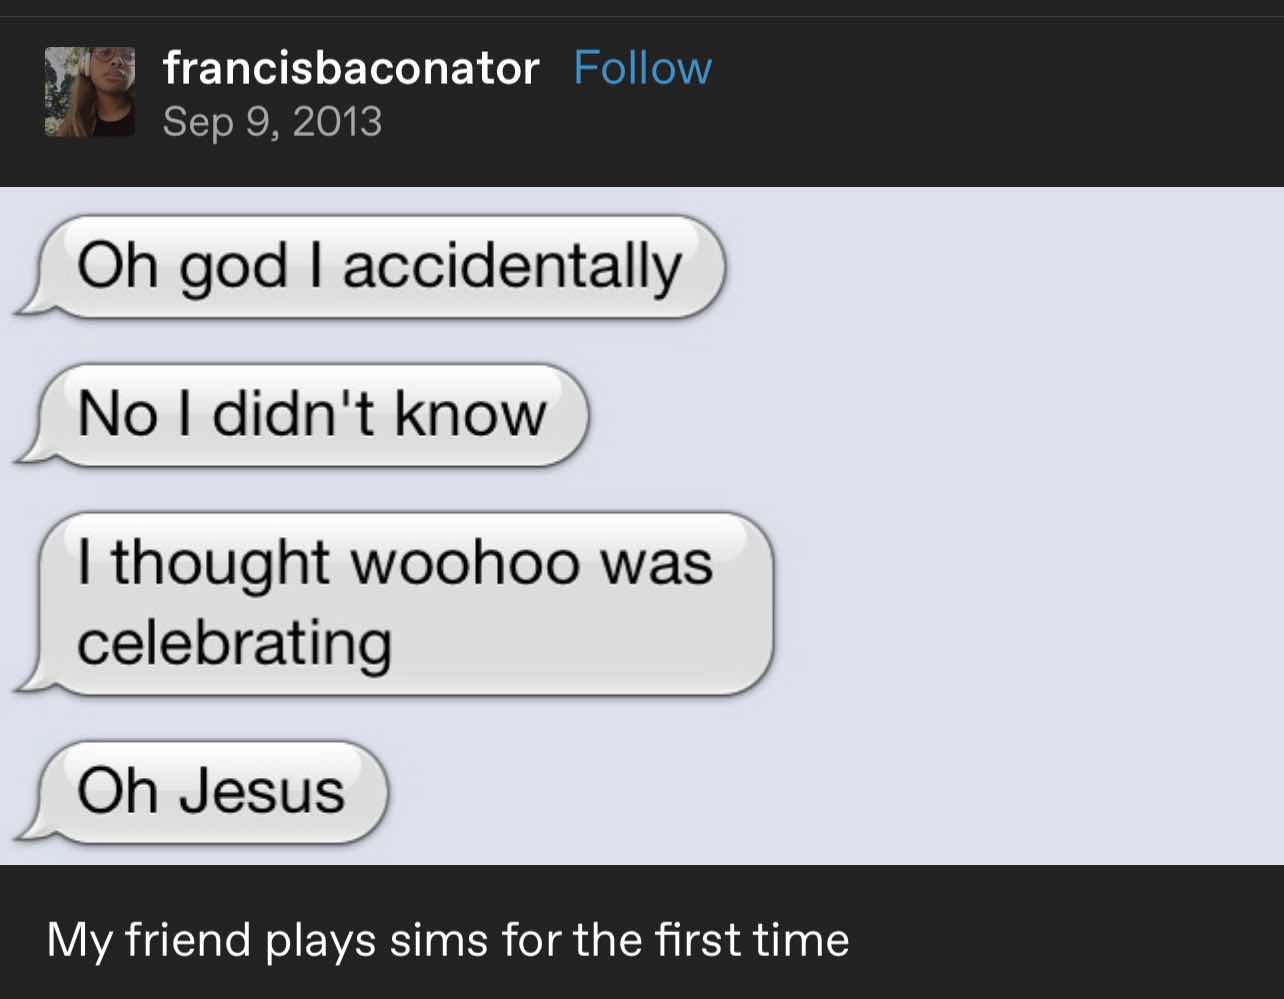 francisbaconator Follow
Sep 9, 2013
Oh god I accidentally
No I didn't know
I thought woohoo was
celebrating
Oh Jesus
My friend plays sims for the first time